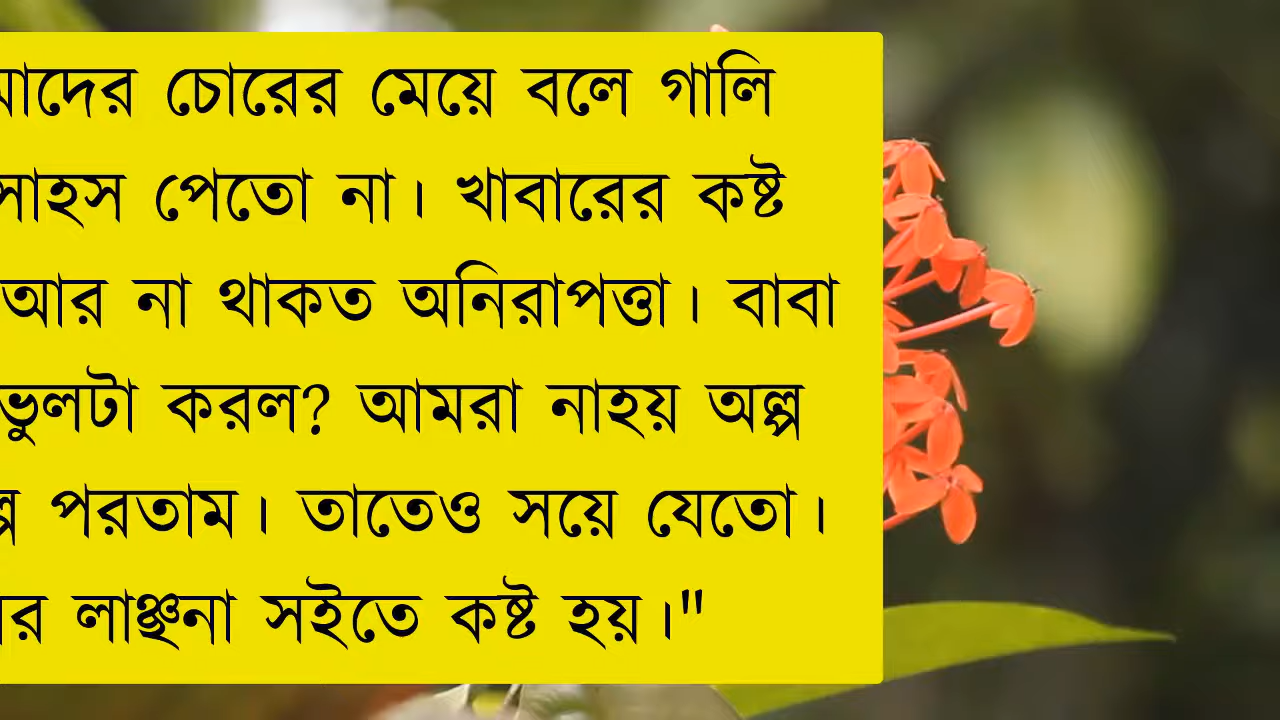 চোরের মেয়ে বলে গালি
সাহস পেতো না। খাবারের কষ্ট
আর না থাকত অনিরাপত্তা। বাবা
ভুলটা করল? আমরা নাহয় অল্প
পরতাম। তাতেও সয়ে যেতো।
লাঞ্ছনা সইতে কষ্ট হয়।"